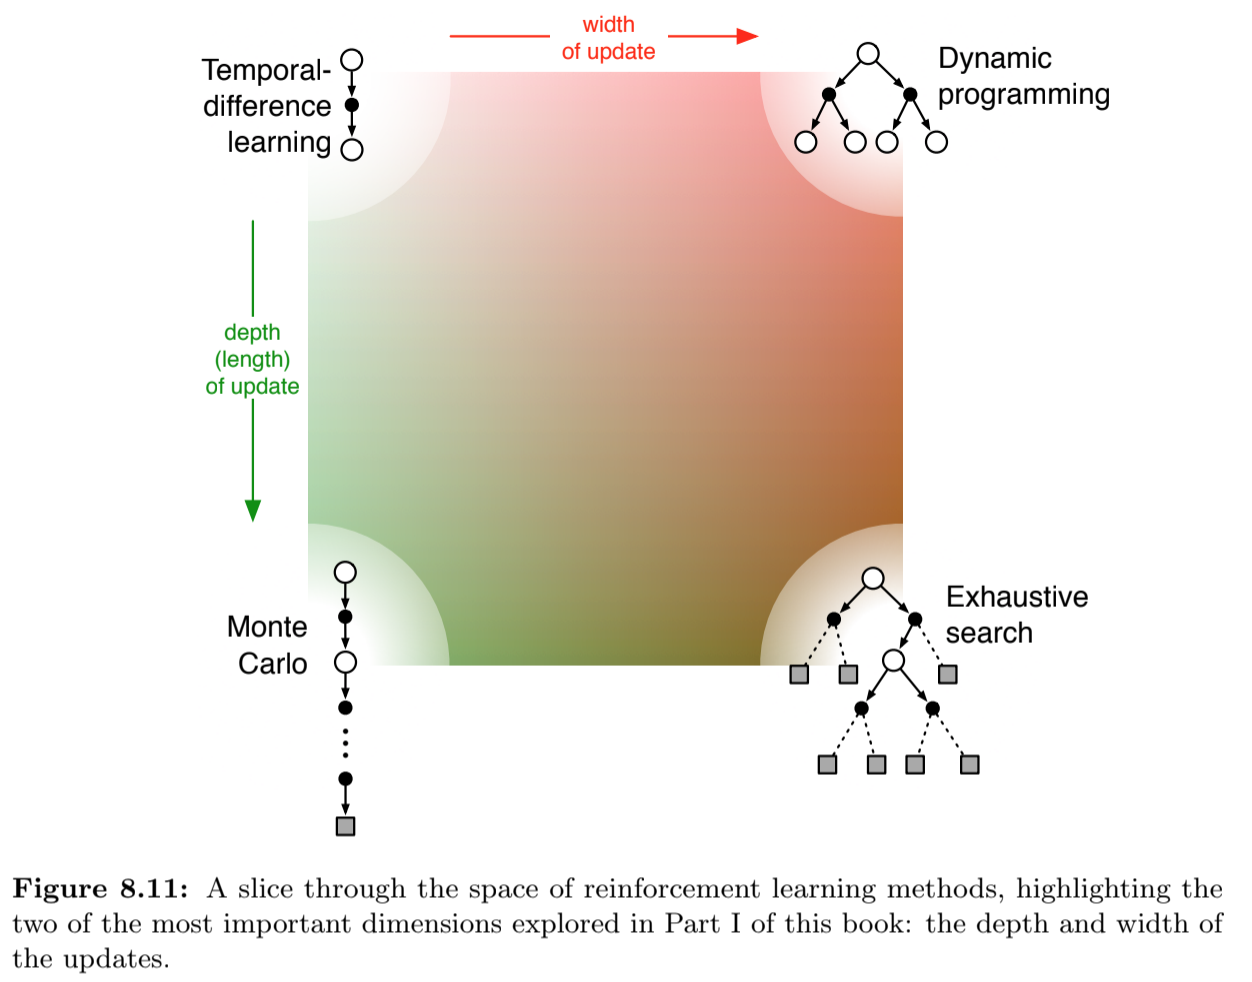 width
of update
Temporal-
difference
learning
Dynamic
programming
depth
(length)
of update
Monte
Carlo
Exhaustive
search
Figure 8.11: A slice through the space of reinforcement learning methods, highlighting the
two of the most important dimensions explored in Part I of this book: the depth and width of
the updates.